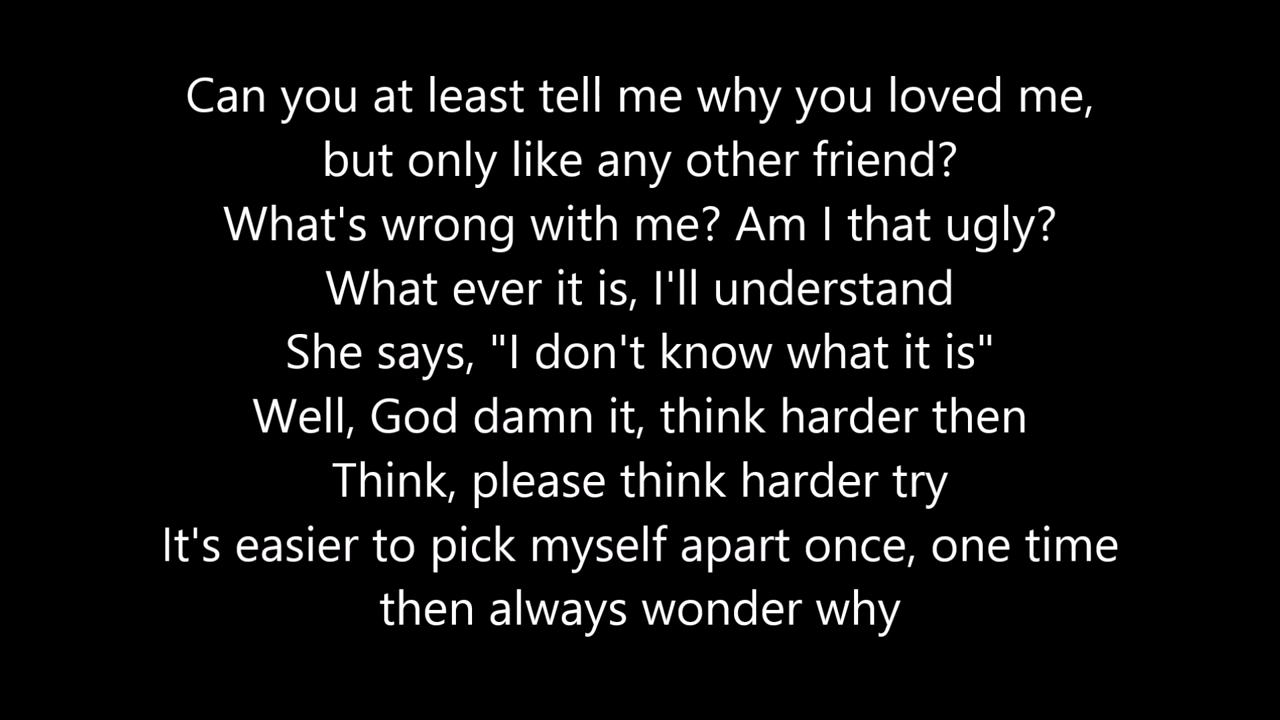 Can you at least tell me why you loved me,
but only like any other friend?
What's wrong with me? Am I that ugly?
What ever it is, I'll understand
She says, "I don't know what it is"
Well, God damn it, think harder then
Think, please think harder try
It's easier to pick myself apart once, one time
then always wonder why